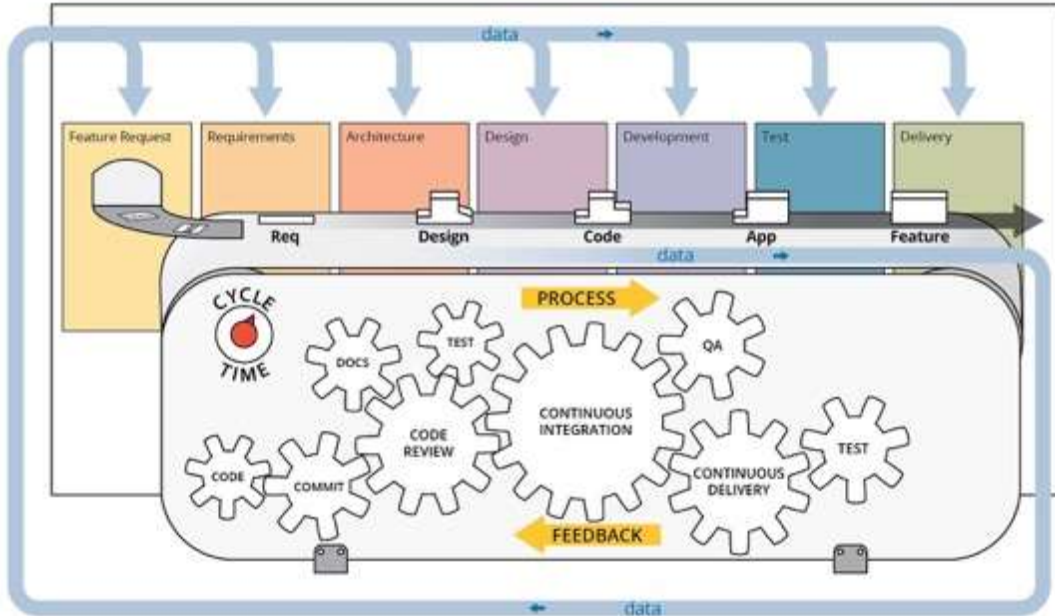 data
Feature Request
Requirements
Architecture
Design
Development
Test
Delivery
Req
Design
Code
App
Feature
data
CYCLE
TIME
PROCESS
DOCS
TEST
QA
CODE
REVIEW
CONTINUOUS
INTEGRATION
CODE
COMMIT
CONTINUOUS
DELIVERY
TEST
FEEDBACK
data